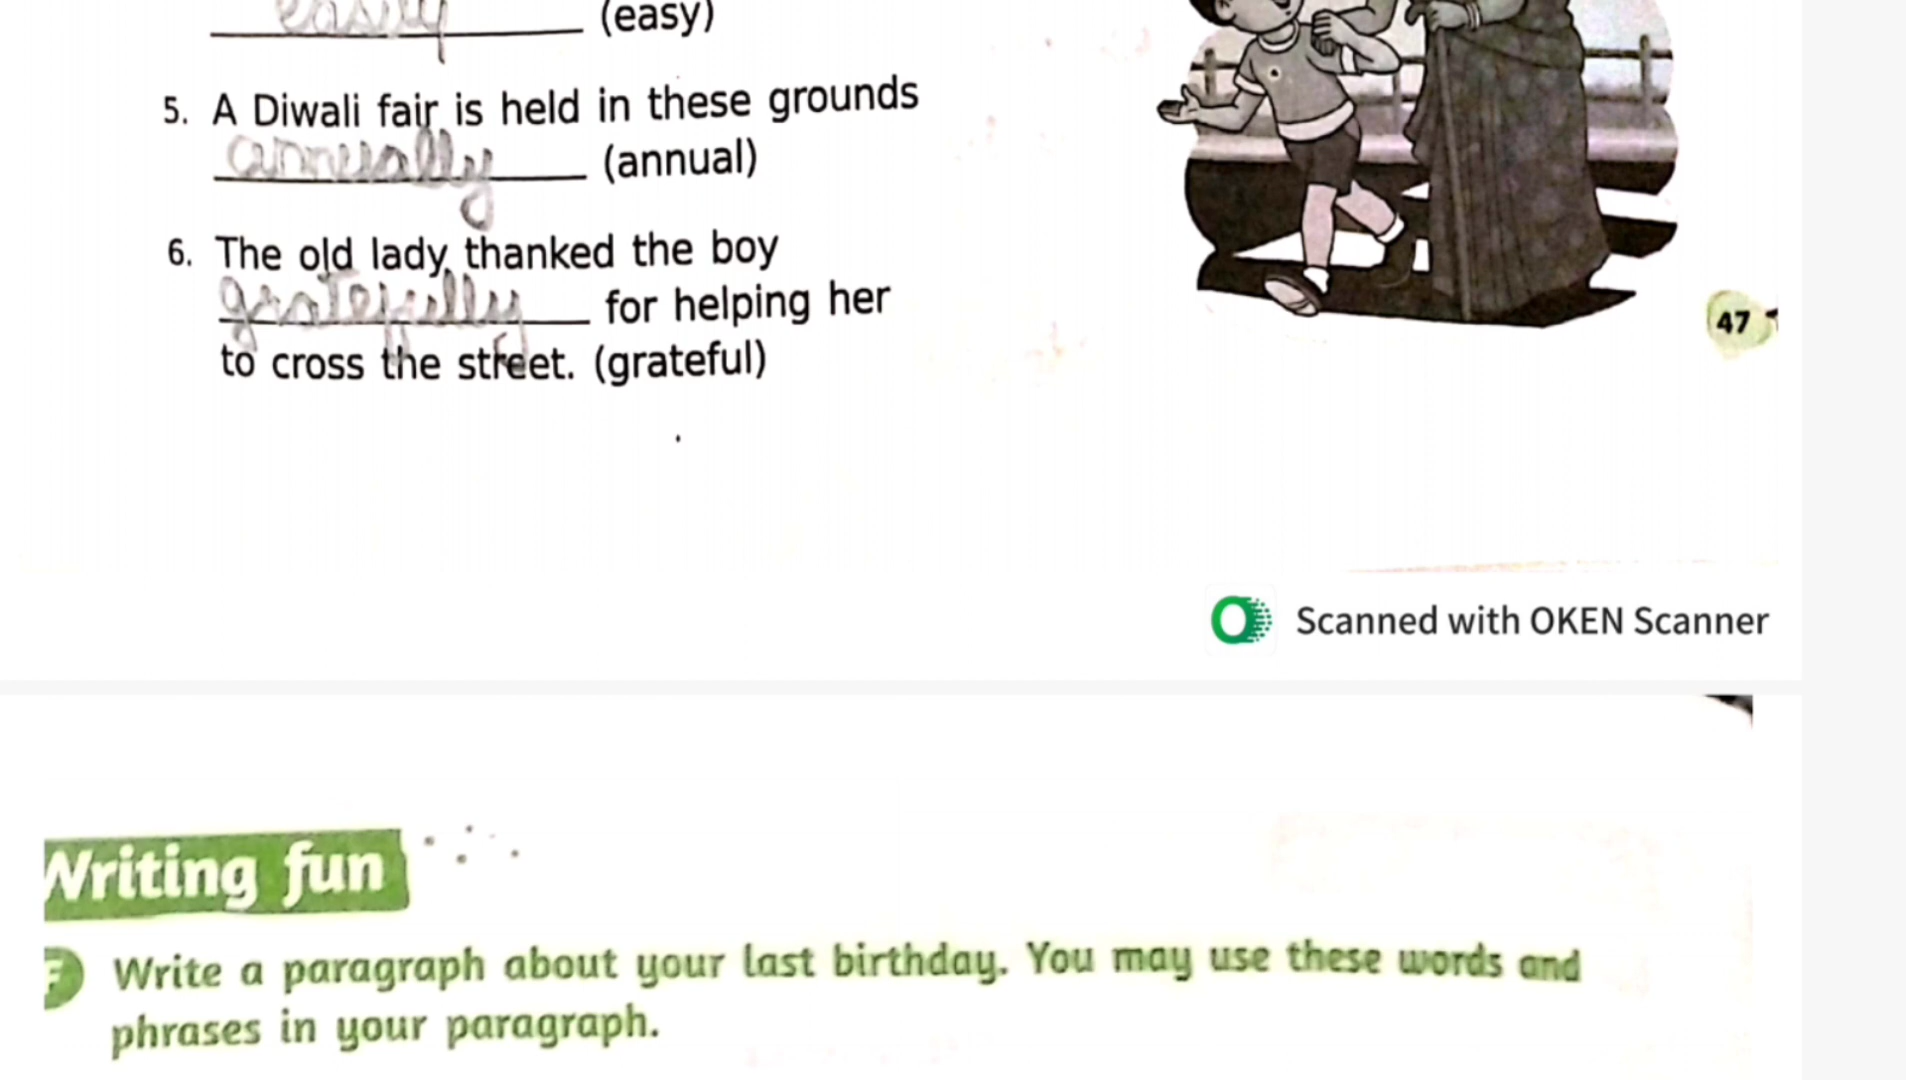 easily (easy)
5. A Diwali fair is held in these grounds
annually (annual)
6. The old lady thanked the boy
gratefully for helping her
to cross the street. (grateful)
47
Scanned with OKEN Scanner
Writing fun
F Write a paragraph about your last birthday. You may use these words and
phrases in your paragraph.